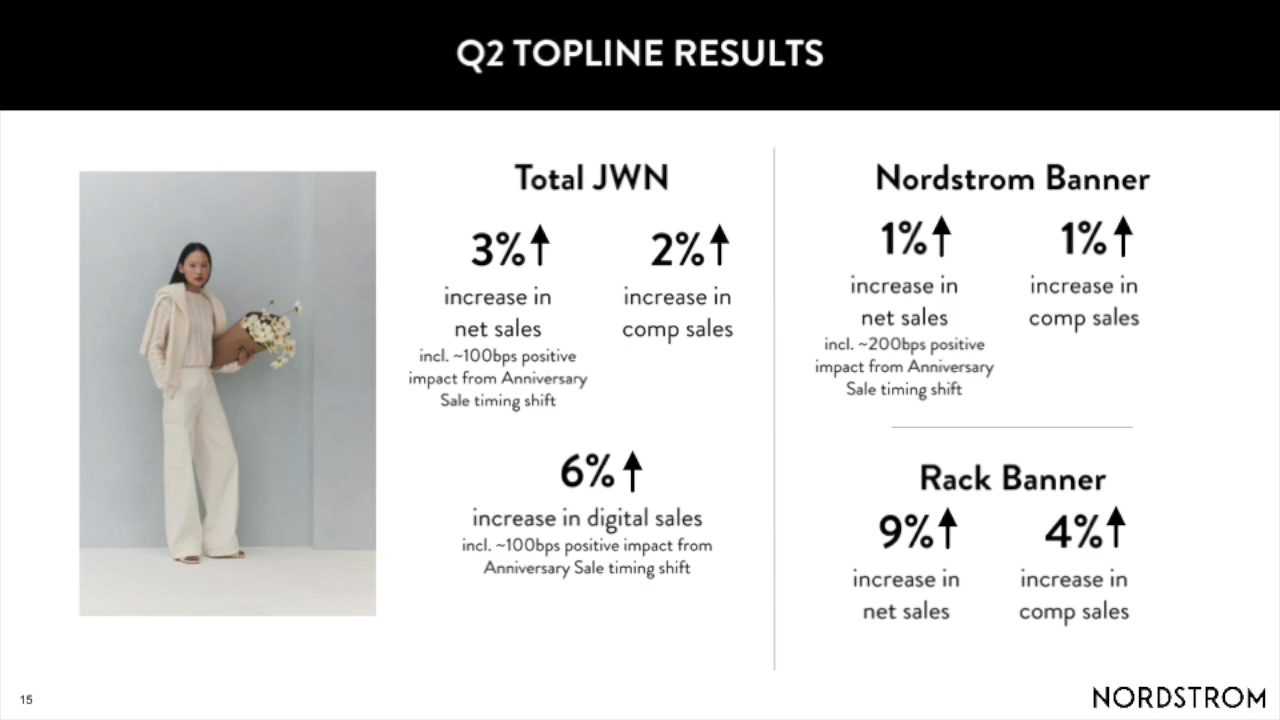 Q2 TOPLINE RESULTS
Total JWN
3%
increase in
net sales
incl. ~100bps positive
impact from Anniversary
Sale timing shift
2%
increase in
comp sales
6%
increase in digital sales
incl. ~100bps positive impact from
Anniversary Sale timing shift
Nordstrom Banner
1%
increase in
net sales
incl. ~200bps positive
impact from Anniversary
Sale timing shift
1%
increase in
comp sales
Rack Banner
9%
increase in
net sales
4%
increase in
comp sales
15
NORDSTROM